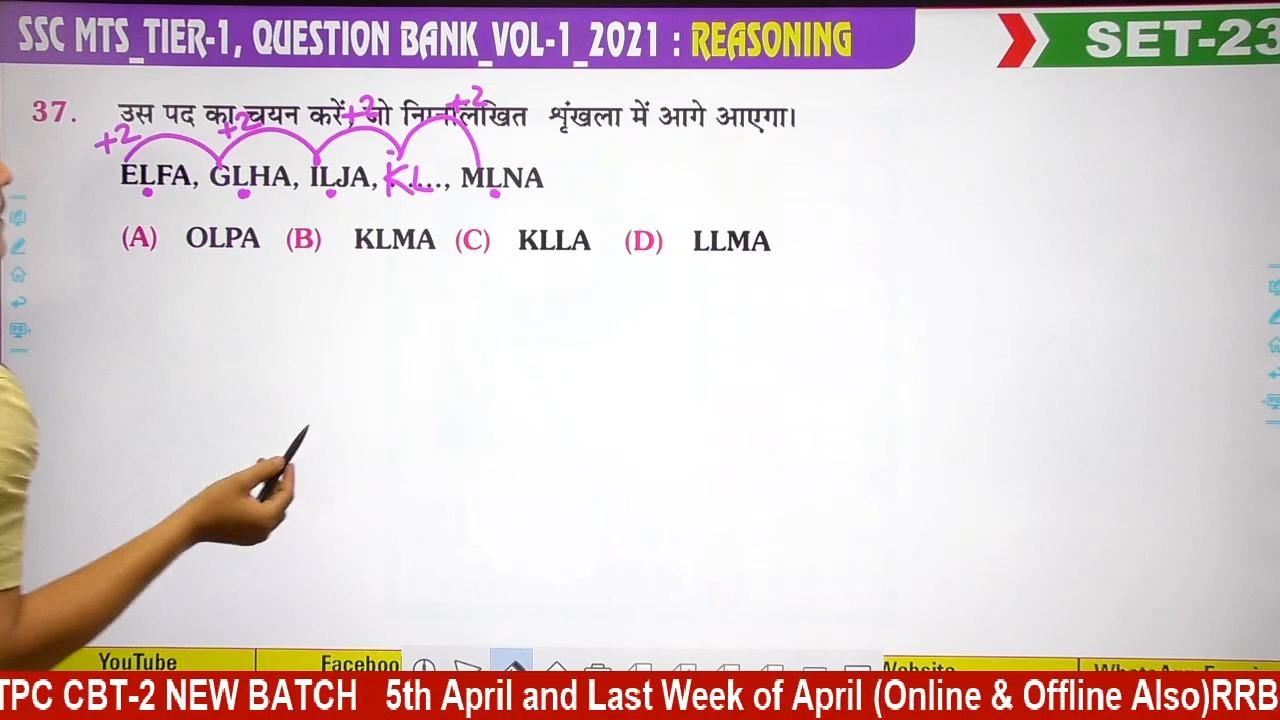 SSC MTS_TIER-1, QUESTION BANK_VOL-1_2021 : REASONING
SET-23
37. उस पद का चयन करें, जो निम्नलिखित शृंखला में आगे आएगा।
+2 +2 +2 +2
ELFA, GLHA, ILJA, KL....., MLNA
(A) OLPA (B) KLMA (C) KLLA (D) LLMA
YouTube
TPC CBT-2 NEW BATCH 5th April and Last Week of April (Online & Offline Also)RRB